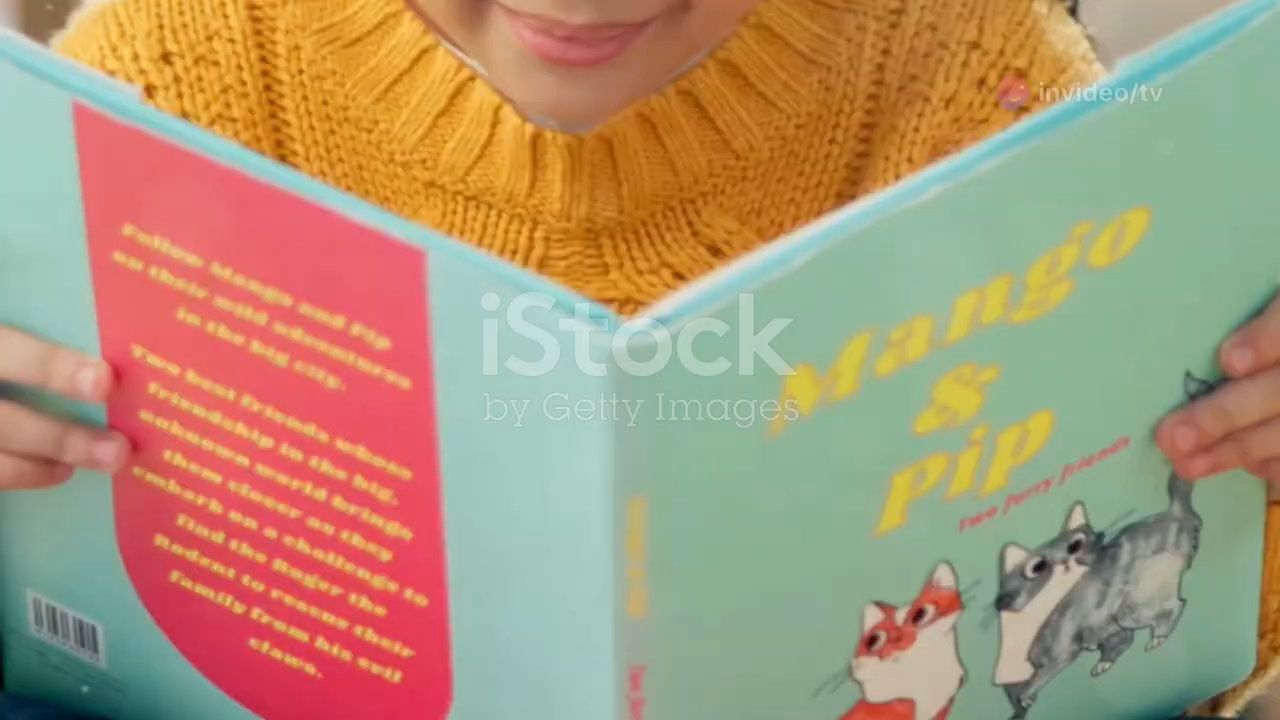 invideo/tv
Follow Mango and Pip
on their wild adventures
in the big city.
Two best friends whose
friendship in the big,
unknown world brings
them closer as they
embark on a challenge to
find the Roger the
Rodent to rescue their
family from his evil
claws.
iStock
by Getty Images
Mango
&
Pip
Two furry friends